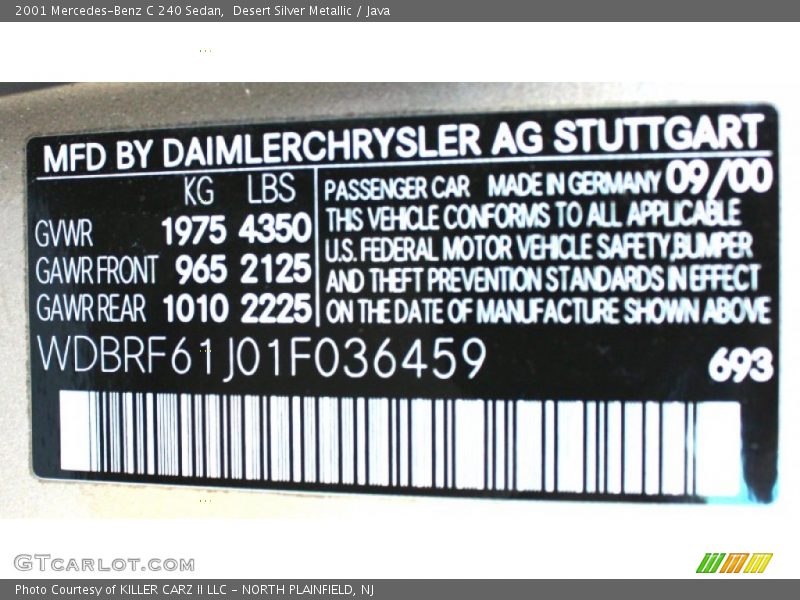 2001 Mercedes-Benz C 240 Sedan,  Desert Silver Metallic / Java
MFD BY DAIMLERCHRYSLER AG STUTTGART
KG LBS
GVWR 1975 4350
GAWR FRONT 965 2125
GAWR REAR 1010 2225
PASSENGER CAR MADE IN GERMANY 09/00
THIS VEHICLE CONFORMS TO ALL APPLICABLE
U.S. FEDERAL MOTOR VEHICLE SAFETY,BUMPER
AND THEFT PREVENTION STANDARDS IN EFFECT
ON THE DATE OF MANUFACTURE SHOWN ABOVE
WDBRF61J01F036459
693
GTCARLOT.COM
Photo Courtesy of KILLER CARZ II LLC - NORTH PLAINFIELD, NJ